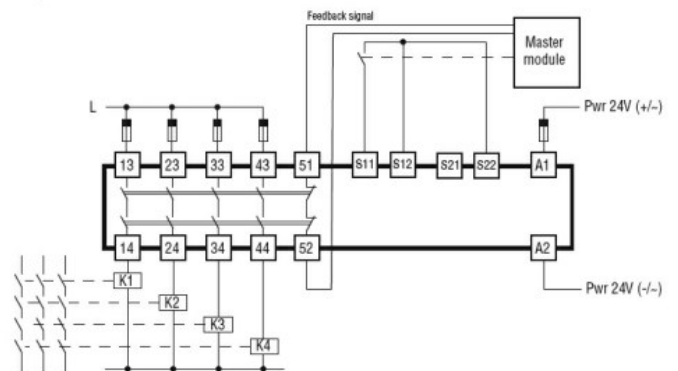 Feedback signal
Master
module
L
Pwr 24V (+/~)
13 23 33 43 51 S11 S12 S21 S22 A1
14 24 34 44 52 A2
K1
Pwr 24V (-/~)
K2
K3
K4